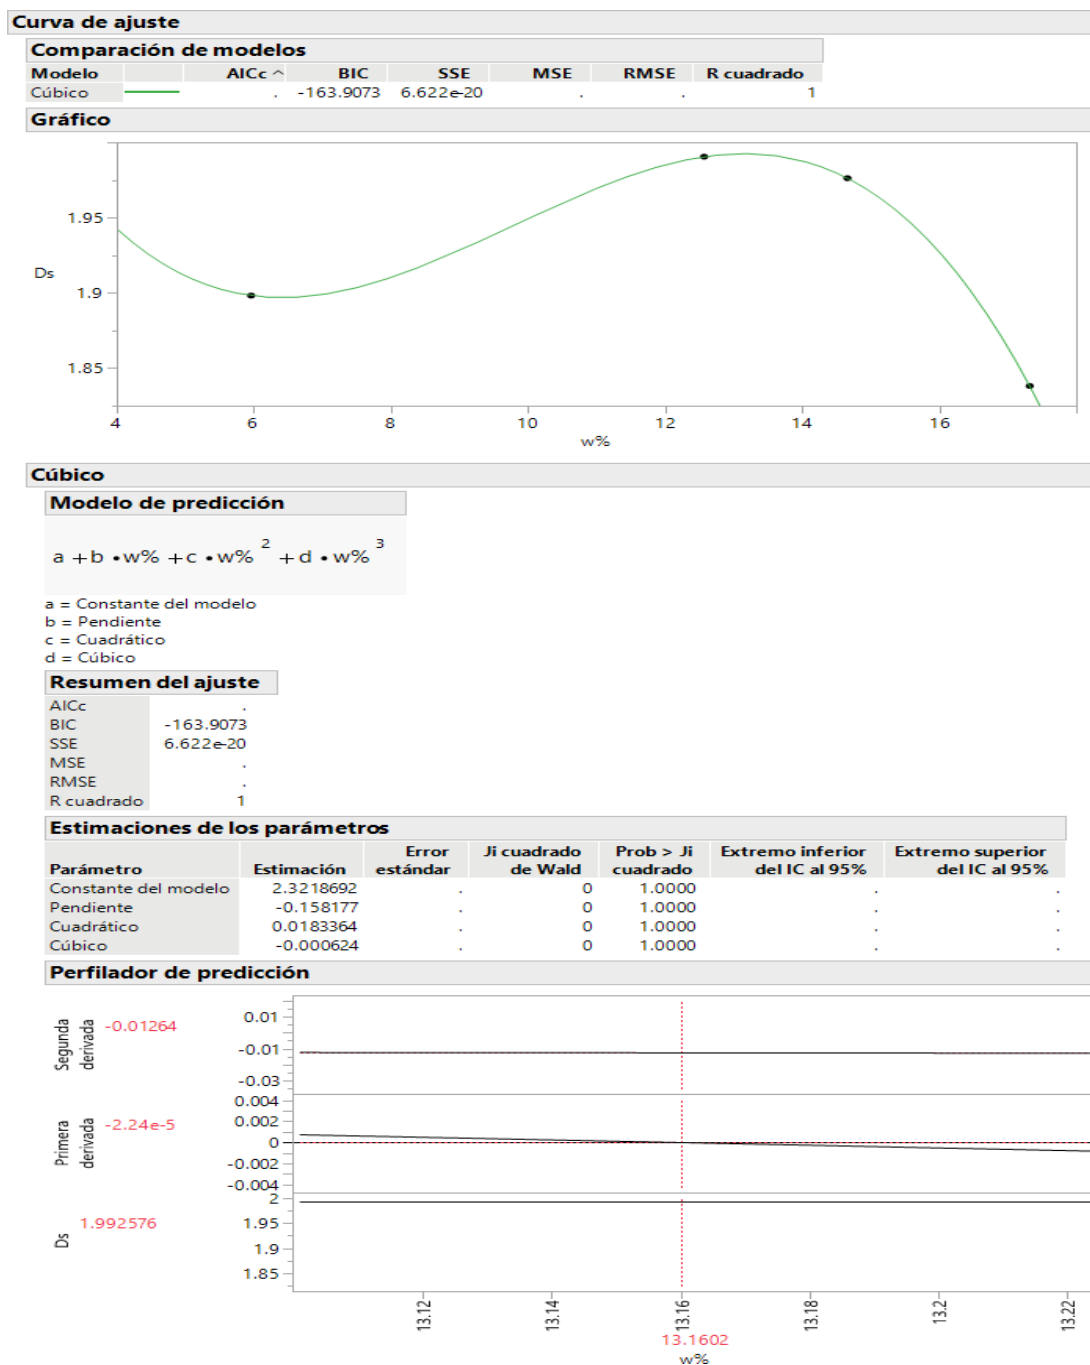 Curva de ajuste
Comparación de modelos
Modelo AICc ^ BIC SSE MSE RMSE R cuadrado
Cúbico . -163.9073 6.622e-20 . . 1
Gráfico
1.95
Ds
1.9
1.85
4 6 8 10 12 14 16
w%
Cúbico
Modelo de predicción
a + b • w% + c • w% 2 + d • w% 3
a = Constante del modelo
b = Pendiente
c = Cuadrático
d = Cúbico
Resumen del ajuste
AICc .
BIC -163.9073
SSE 6.622e-20
MSE .
RMSE .
R cuadrado 1
Estimaciones de los parámetros
Error Ji cuadrado Prob > Ji Extremo inferior Extremo superior
Parámetro Estimación estándar de Wald cuadrado del IC al 95% del IC al 95%
Constante del modelo 2.3218692 . 0 1.0000 . .
Pendiente -0.158177 . 0 1.0000 . .
Cuadrático 0.0183364 . 0 1.0000 . .
Cúbico -0.000624 . 0 1.0000 . .
Perfilador de predicción
Segunda
derivada
-0.01264
0.01
-0.01
-0.03
Primera
derivada
-2.24e-5
0.004
0.002
0
-0.002
-0.004
Ds
1.992576
2
1.95
1.9
1.85
13.12 13.14 13.16 13.18 13.2 13.22
13.1602
w%